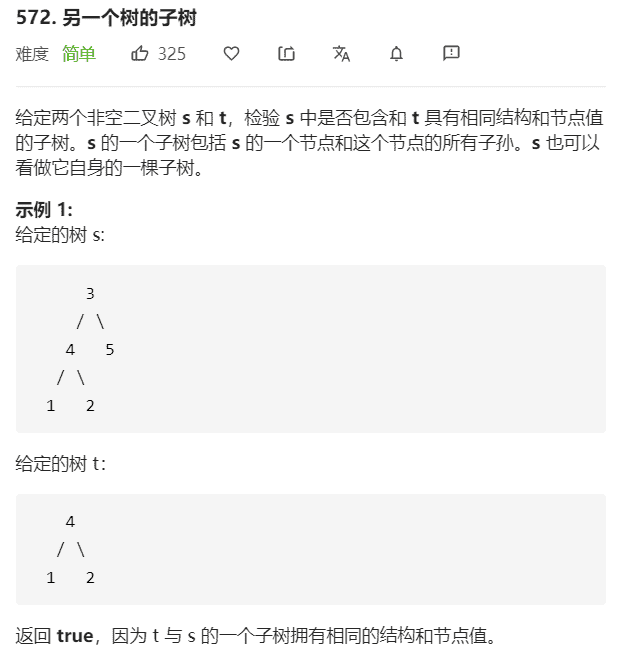 572. 另一个树的子树
难度 简单 325
给定两个非空二叉树 s 和 t，检验 s 中是否包含和 t 具有相同结构和节点值
的子树。s 的一个子树包括 s 的一个节点和这个节点的所有子孙。s 也可以
看做它自身的一棵子树。
示例 1:
给定的树 s:
3
/ \
4 5
/ \
1 2
给定的树 t:
4
/ \
1 2
返回 true，因为 t 与 s 的一个子树拥有相同的结构和节点值。